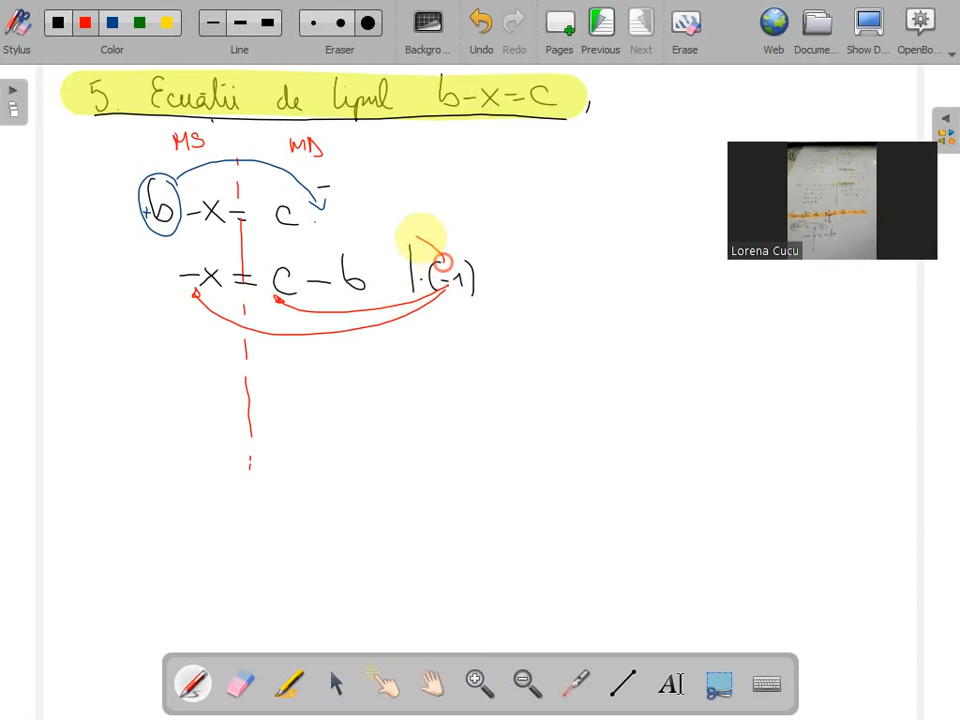 Stylus Color Line Eraser Backgro... Undo Redo Pages Previous Next Erase Web Docume... Show D... OpenBo...
5. Ecuații de tipul b-x=c,
MS MD
+b -x = c -
-x = c - b |·(-1)
Lorena Cucu